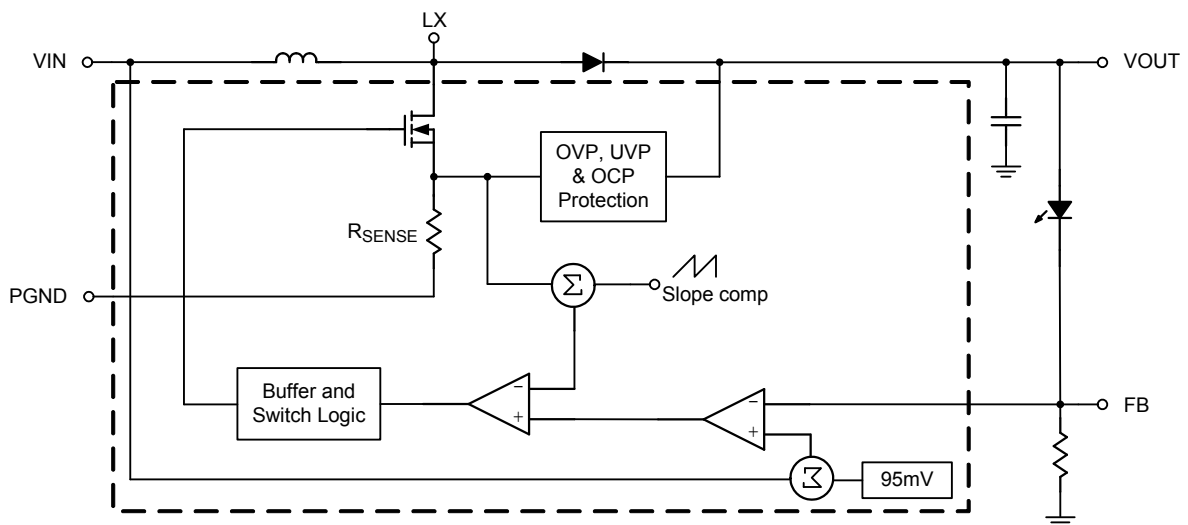 LX
VIN
VOUT
OVP, UVP
& OCP
Protection
RSENSE
Σ
Slope comp
PGND
Buffer and
Switch Logic
−
+
−
+
FB
Σ
95mV